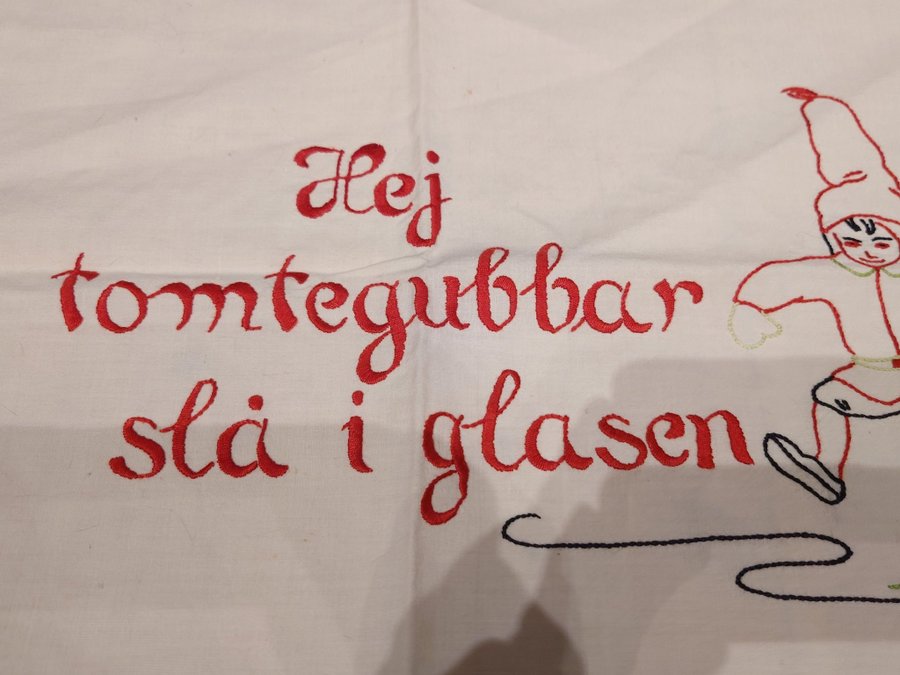 Hej
tomtegubbar
slå i glasen